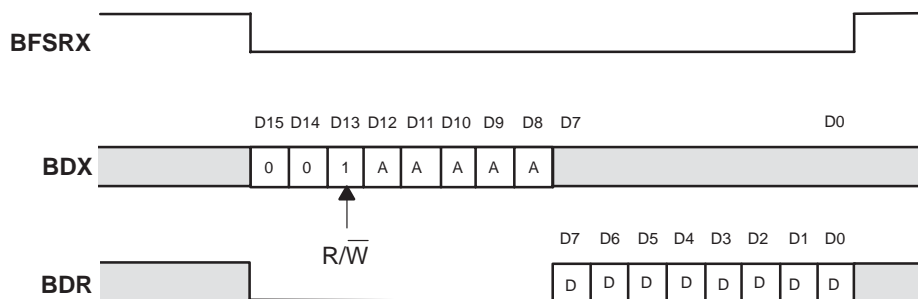 BFSRX
D15 D14 D13 D12 D11 D10 D9 D8 D7 D0
BDX
0 0 1 A A A A A
R/W̅
D7 D6 D5 D4 D3 D2 D1 D0
BDR
D D D D D D D D